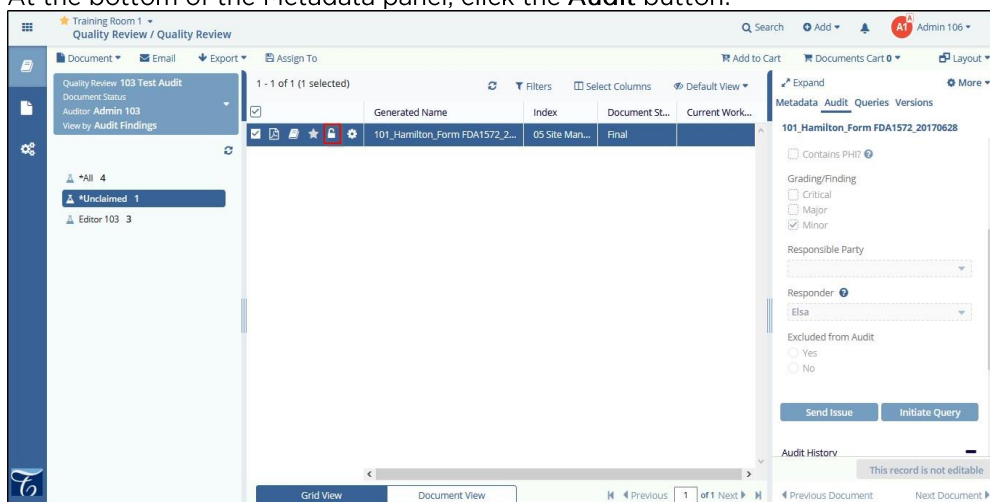 At the bottom of the Metadata panel, click the Audit button.
Training Room 1
Quality Review / Quality Review
Search Add Admin 106
A1 A
Document Email Export Assign To Add to Cart Documents Cart 0 Layout
Quality Review 103 Test Audit
Document Status
Auditor Admin 103
View by Audit Findings
*All 4
*Unclaimed 1
Editor 103 3
1 - 1 of 1 (1 selected) Filters Select Columns Default View
Generated Name Index Document St... Current Work...
101_Hamilton_Form FDA1572_2... 05 Site Man... Final
Expand More
Metadata Audit Queries Versions
101_Hamilton_Form FDA1572_20170628
Contains PHI?
Grading/Finding
Critical
Major
Minor
Responsible Party
Responder
Elsa
Excluded from Audit
Yes
No
Send Issue Initiate Query
Audit History
This record is not editable
Grid View Document View Previous 1 of 1 Next
Previous Document Next Document